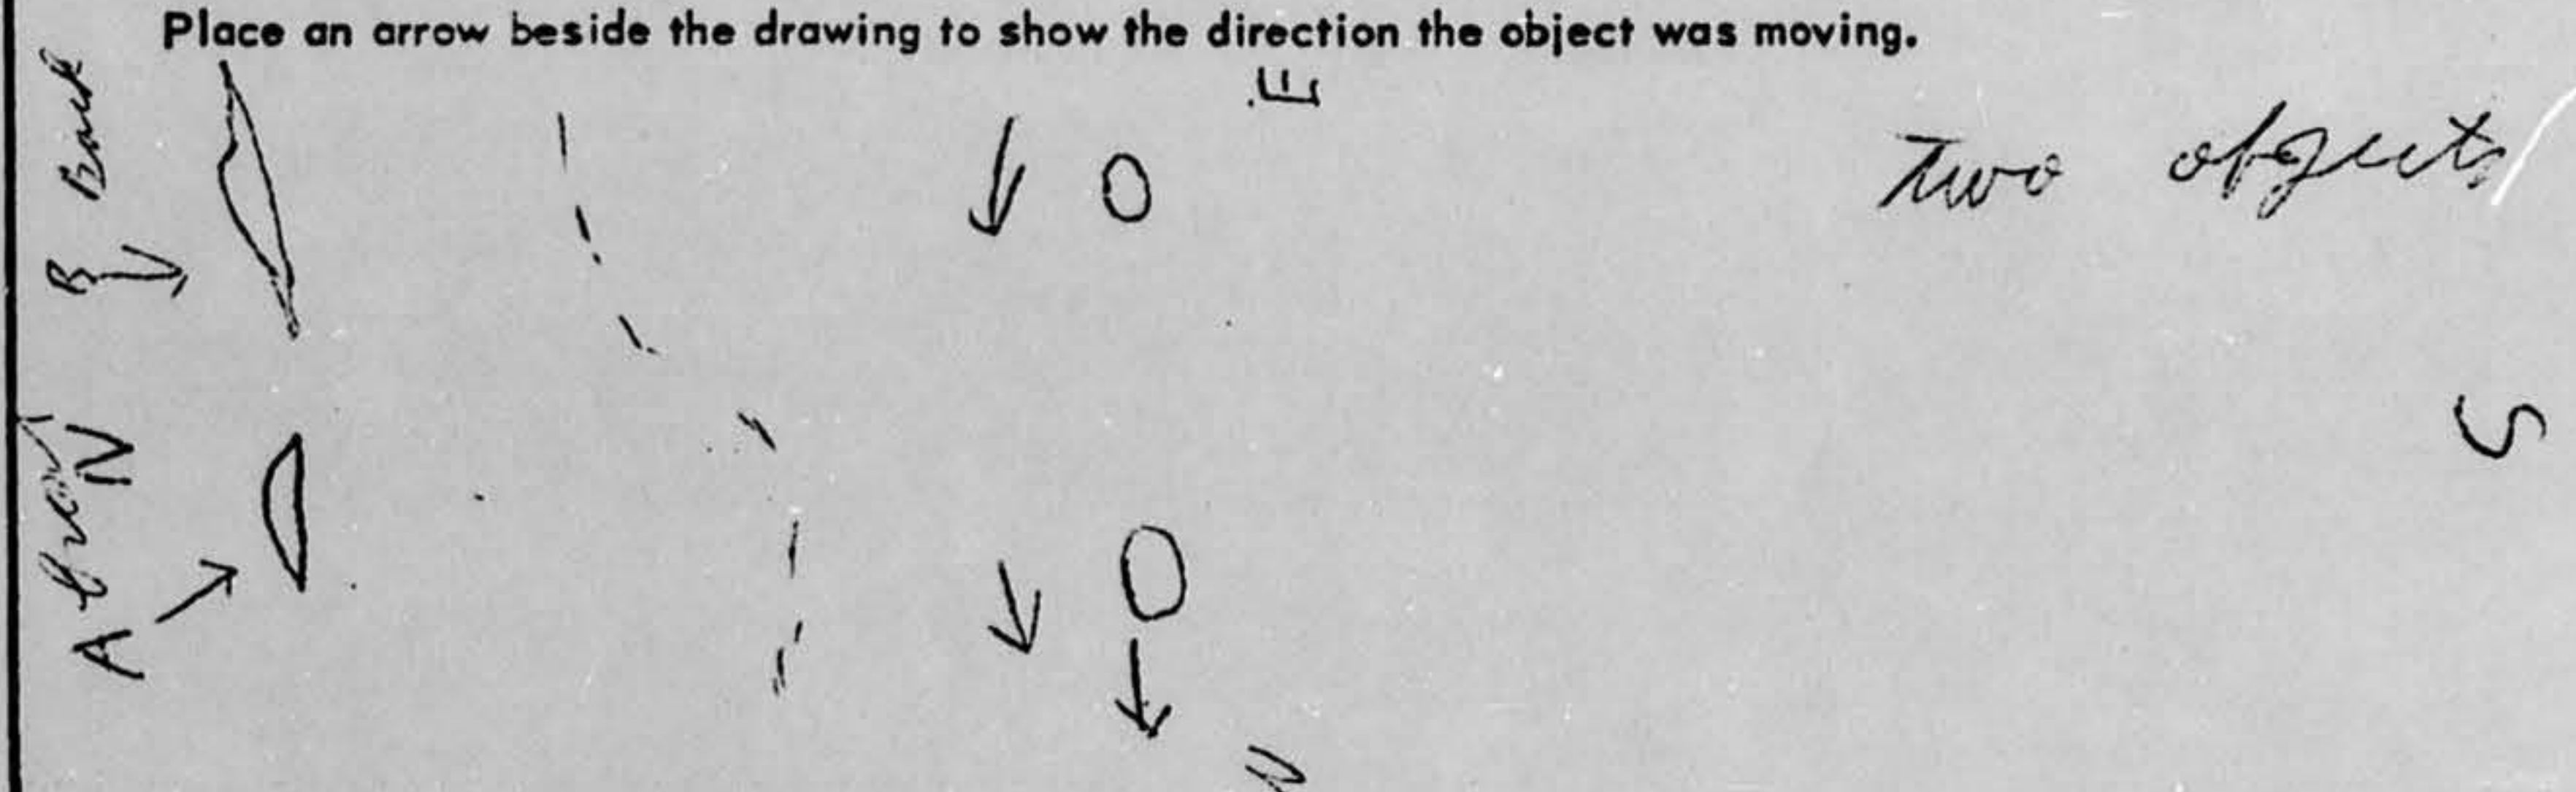 Place an arrow beside the drawing to show the direction the object was moving.
E
Two objects
B Back
N
S
A front